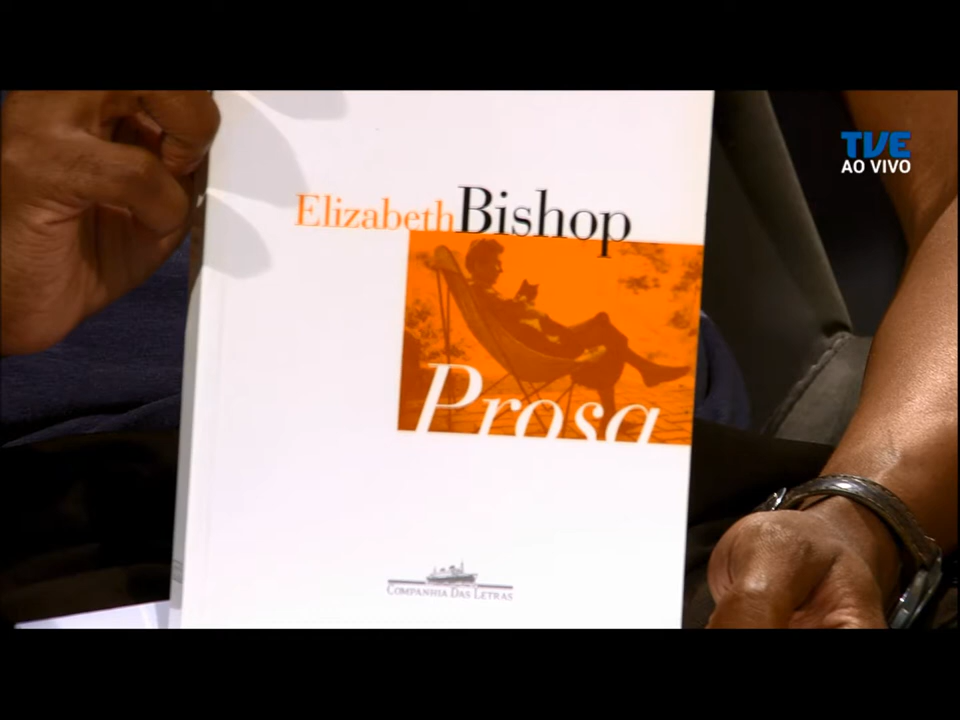 TVE
AO VIVO
Elizabeth Bishop
Prosa
COMPANHIA DAS LETRAS